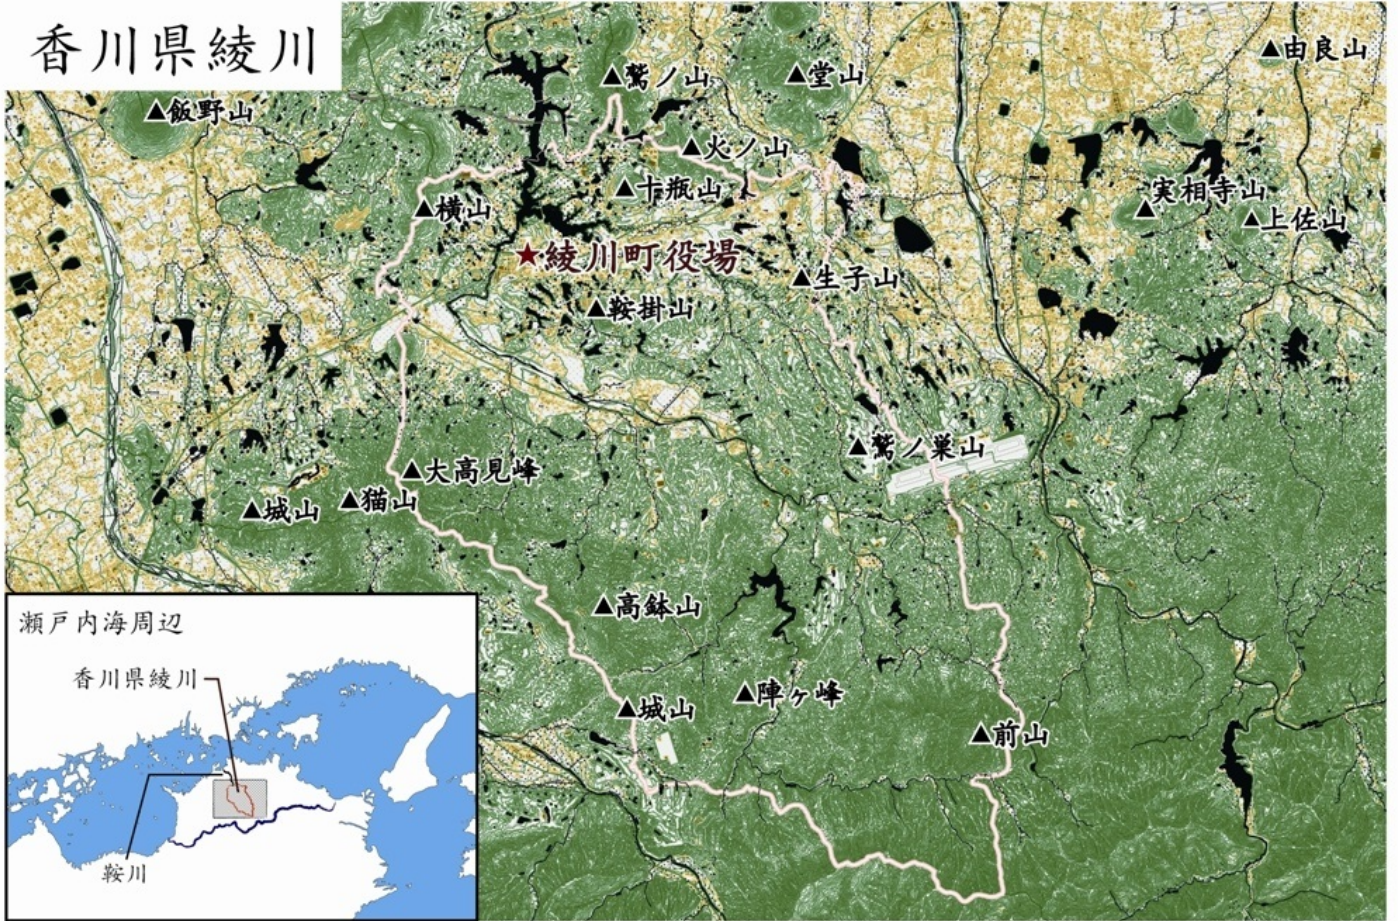 香川県綾川
▲由良山
▲鷲ノ山
▲堂山
▲飯野山
▲火ノ山
▲十瓶山
実相寺山
▲
▲横山
▲上佐山
★綾川町役場
▲生子山
▲鞍掛山
▲鷲ノ巣山
▲大高見峰
▲猫山
▲城山
▲高鉢山
▲陣ヶ峰
▲城山
▲前山
瀬戸内海周辺
香川県綾川
鞍川